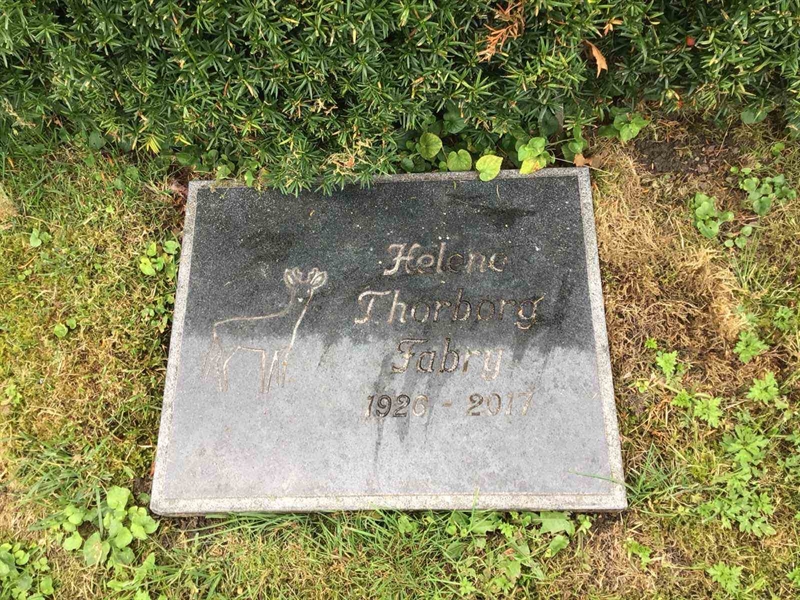 Helene
Thorborg
Fabry
1926 - 2017